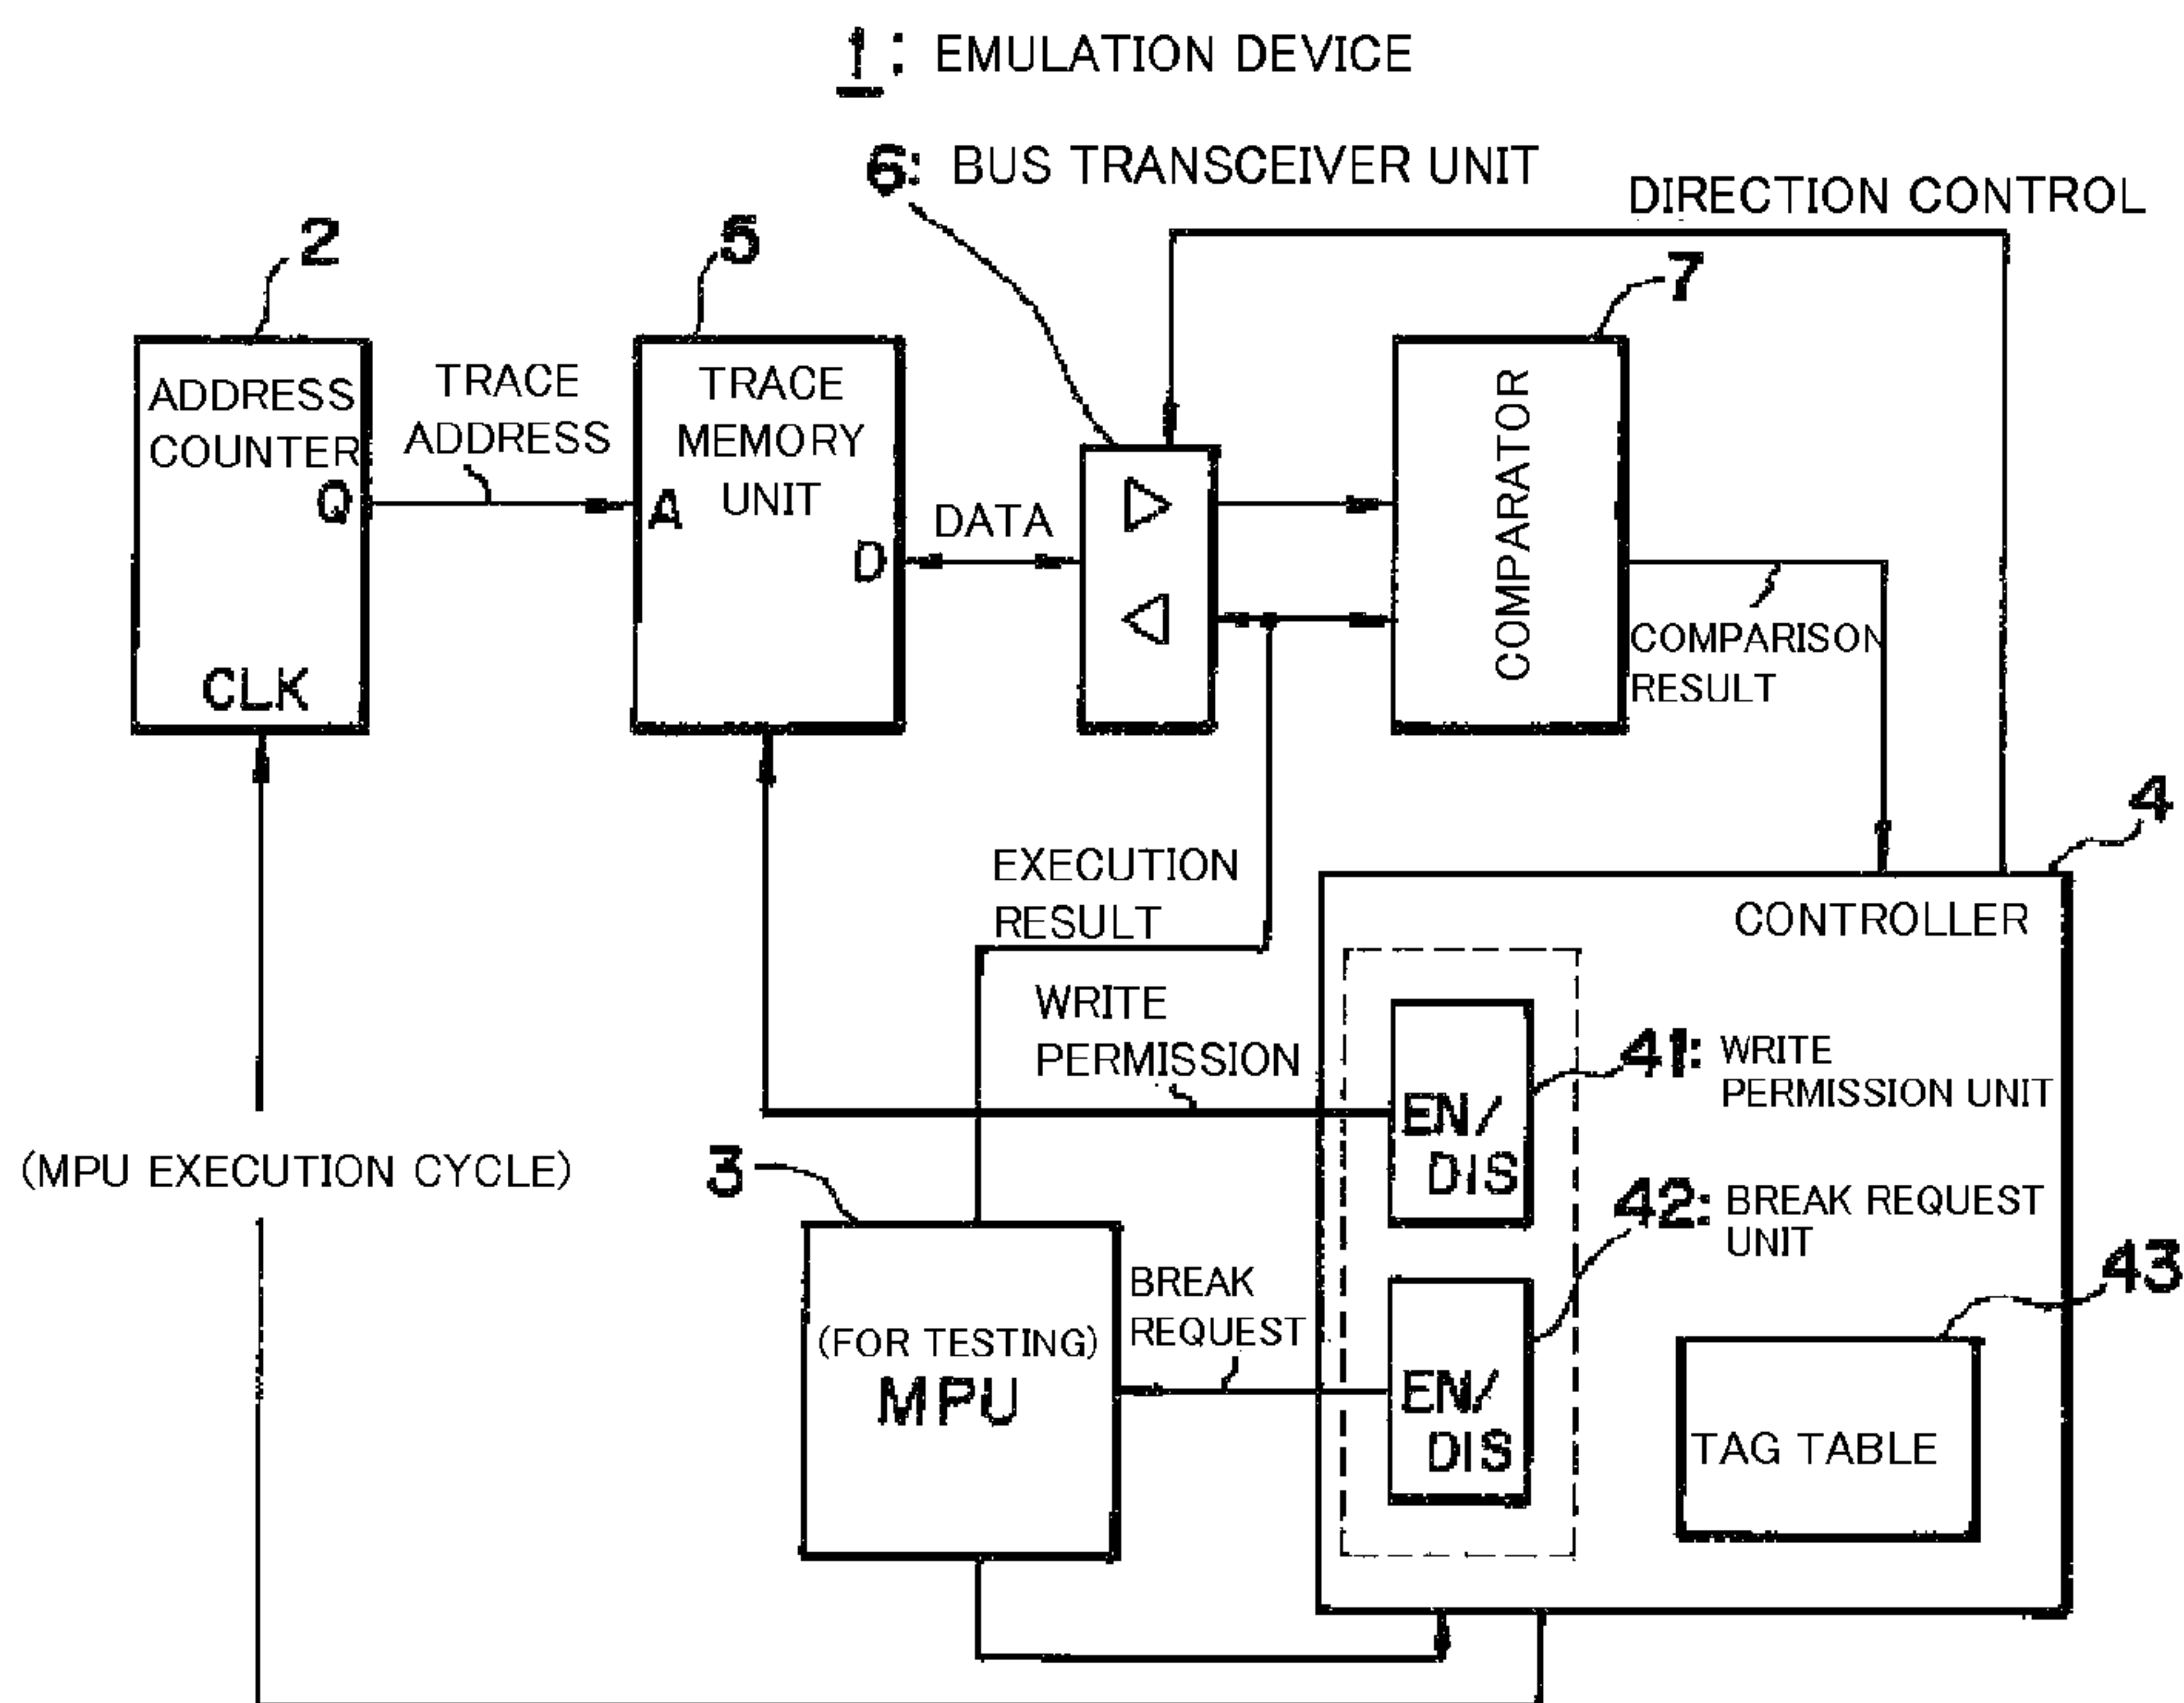 1: EMULATION DEVICE
6: BUS TRANSCEIVER UNIT
DIRECTION CONTROL
2
5
7
ADDRESS
COUNTER
Q
CLK
TRACE
ADDRESS
TRACE
MEMORY
UNIT
A
D
DATA
COMPARATOR
COMPARISON
RESULT
4
EXECUTION
RESULT
CONTROLLER
WRITE
PERMISSION
EN/
DIS
41: WRITE
PERMISSION UNIT
(MPU EXECUTION CYCLE)
3
42: BREAK REQUEST
UNIT
43
BREAK
REQUEST
(FOR TESTING)
MPU
EN/
DIS
TAG TABLE